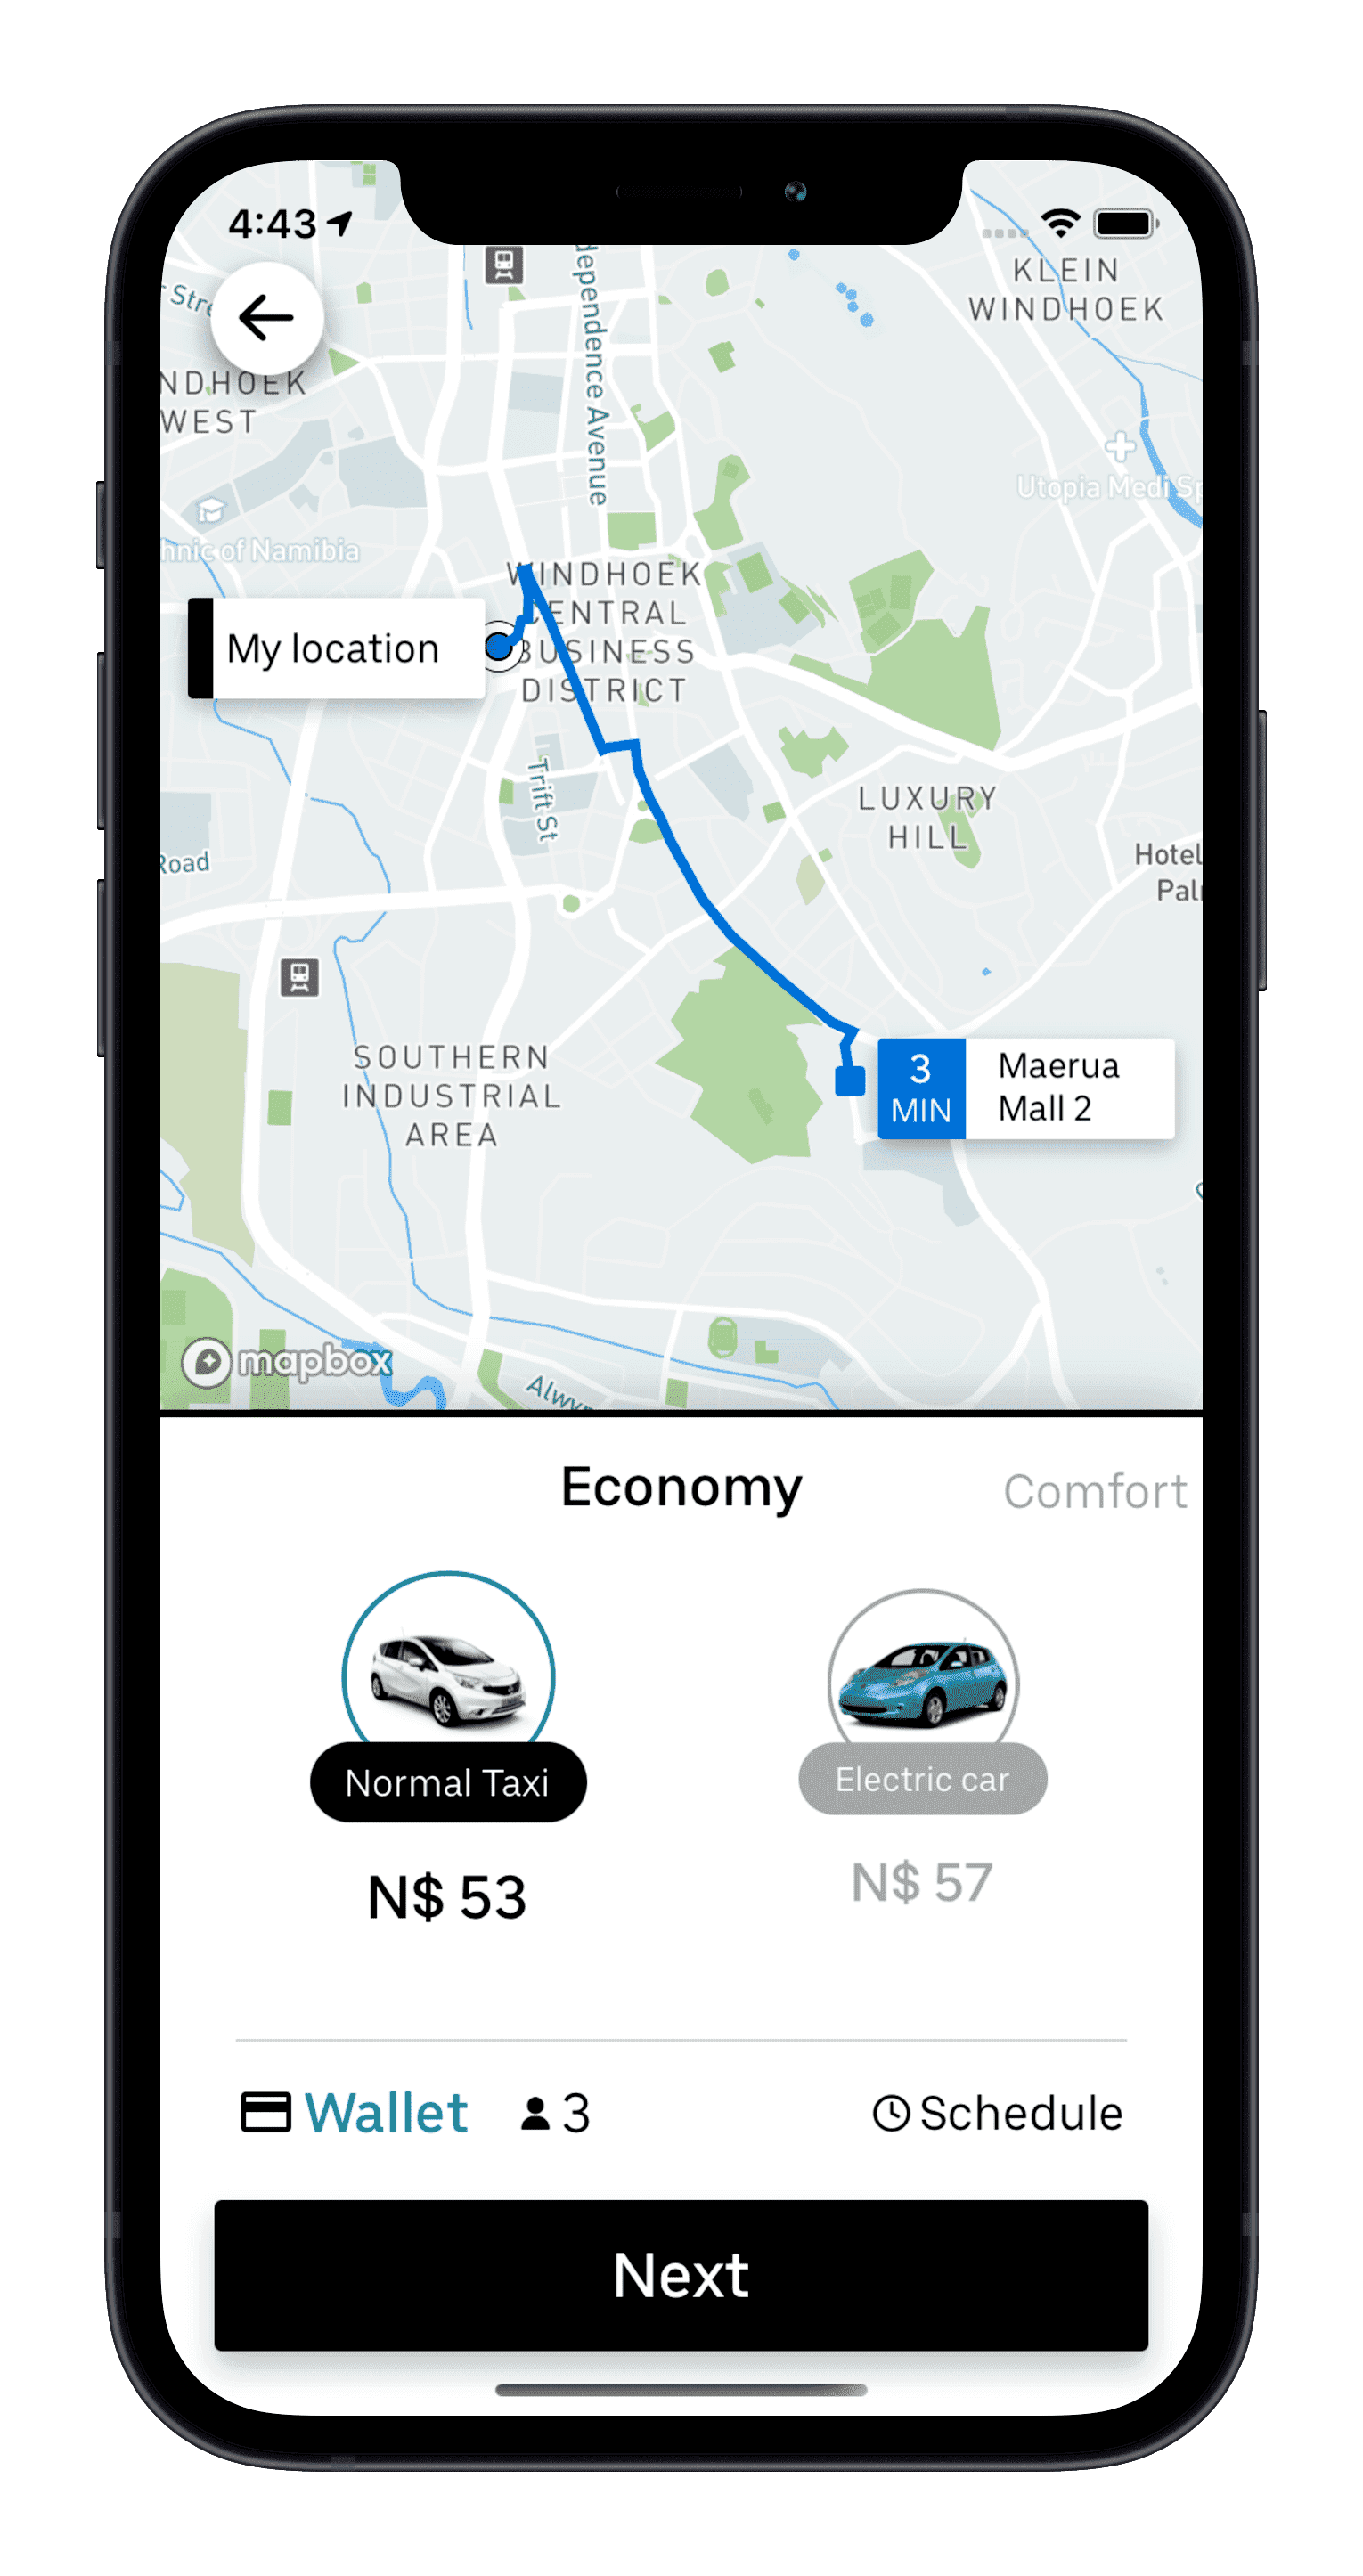 4:43
KLEIN
WINDHOEK
Stre
NDHOEK
WEST
dependence Avenue
Utopia Medi Sp
hnic of Namibia
WINDHOEK
CENTRAL
BUSINESS
DISTRICT
My location
Trift St
LUXURY
HILL
Road
Hotel
Pal
SOUTHERN
INDUSTRIAL
AREA
3
MIN
Maerua
Mall 2
mapbox
Alwy
Economy
Comfort
Normal Taxi
Electric car
N$ 53
N$ 57
Wallet
3
Schedule
Next